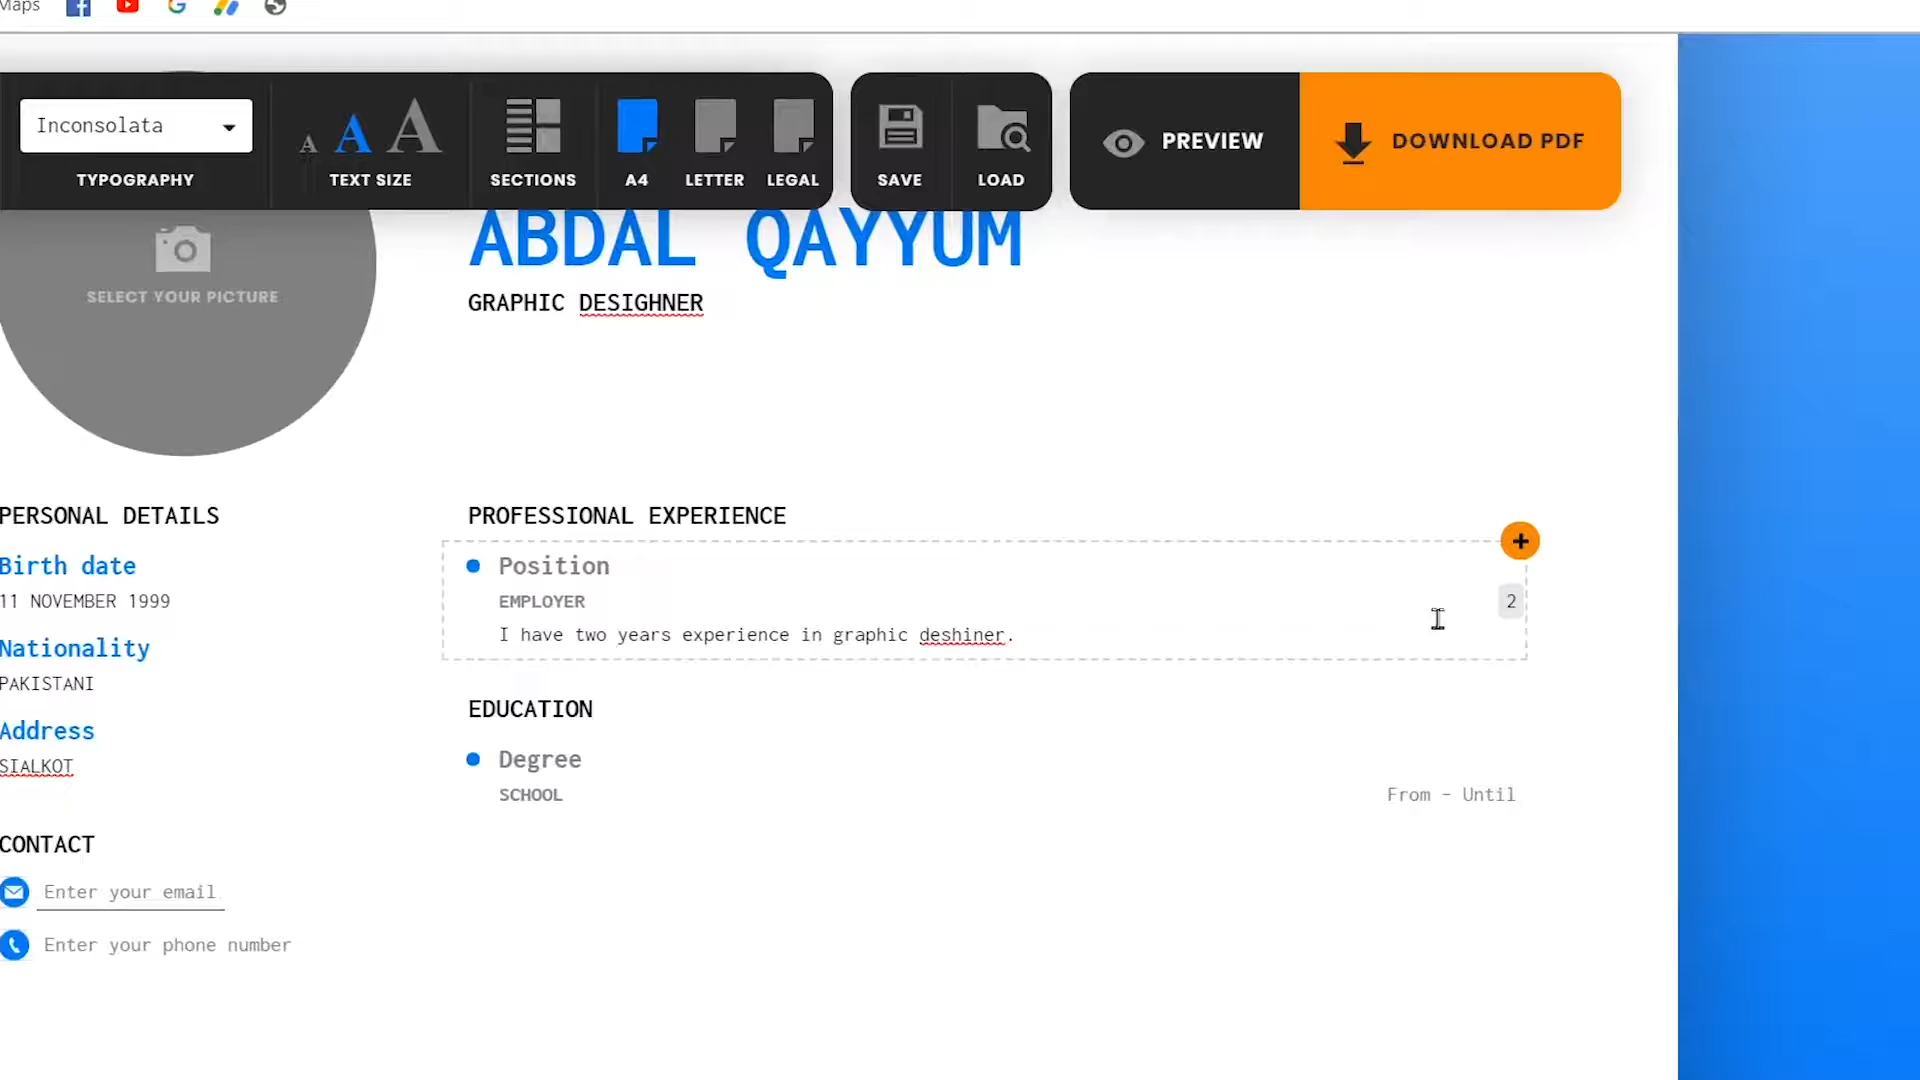 Maps
Inconsolata
TYPOGRAPHY
A A A
TEXT SIZE
SECTIONS
A4
LETTER
LEGAL
SAVE
LOAD
PREVIEW
DOWNLOAD PDF
SELECT YOUR PICTURE
ABDAL QAYYUM
GRAPHIC DESIGHNER
PERSONAL DETAILS
Birth date
11 NOVEMBER 1999
Nationality
PAKISTANI
Address
SIALKOT
CONTACT
Enter your email
Enter your phone number
PROFESSIONAL EXPERIENCE
Position
EMPLOYER
2
I have two years experience in graphic deshiner.
EDUCATION
Degree
SCHOOL
From - Until